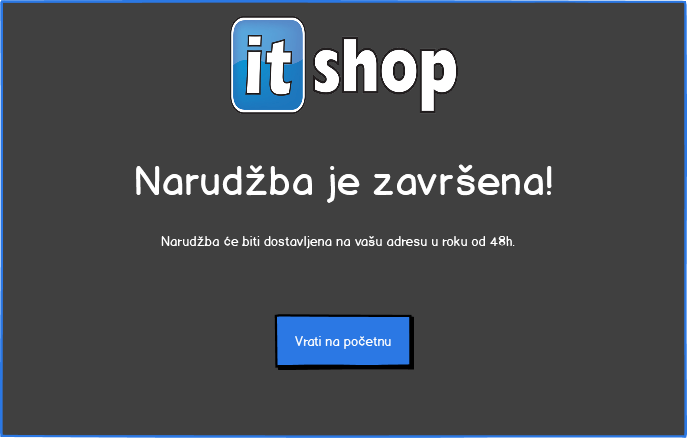 it shop
Narudžba je završena!
Narudžba će biti dostavljena na vašu adresu u roku od 48h.
Vrati na početnu